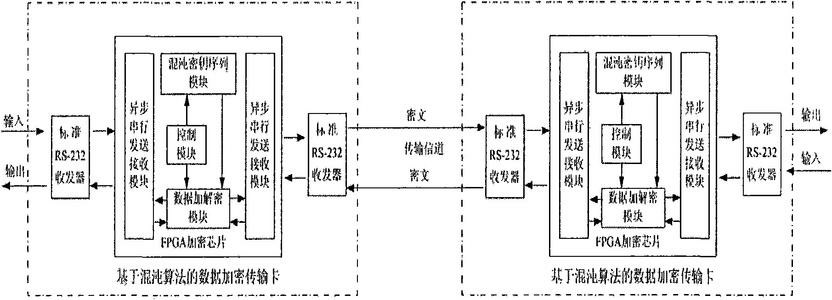 输入
输出
标准
RS-232
收发器
异步
串行
发送
接收
模块
混沌密钥序列
模块
控制
模块
数据加解密
模块
异步
串行
发送
接收
模块
FPGA加密芯片
标准
RS-232
收发器
基于混沌算法的数据加密传输卡
密文
传输信道
密文
标准
RS-232
收发器
异步
串行
发送
接收
模块
混沌密钥序列
模块
控制
模块
数据加解密
模块
异步
串行
发送
接收
模块
FPGA加密芯片
标准
RS-232
收发器
输出
输入
基于混沌算法的数据加密传输卡